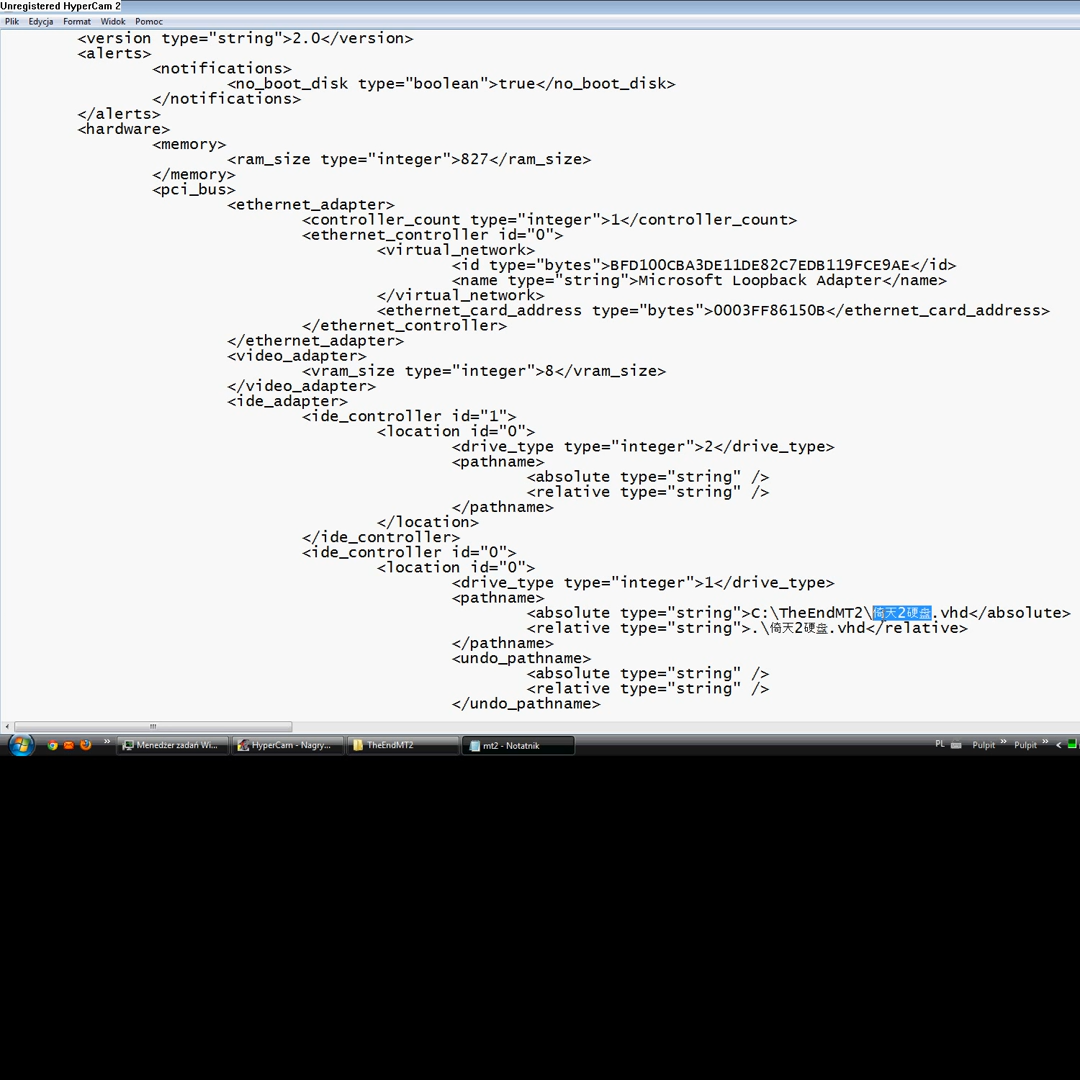 Unregistered HyperCam 2
Plik Edycja Format Widok Pomoc
<version type="string">2.0</version>
<alerts>
<notifications>
<no_boot_disk type="boolean">true</no_boot_disk>
</notifications>
</alerts>
<hardware>
<memory>
<ram_size type="integer">827</ram_size>
</memory>
<pci_bus>
<ethernet_adapter>
<controller_count type="integer">1</controller_count>
<ethernet_controller id="0">
<virtual_network>
<id type="bytes">BFD100CBA3DE11DE82C7EDB119FCE9AE</id>
<name type="string">Microsoft Loopback Adapter</name>
</virtual_network>
<ethernet_card_address type="bytes">0003FF86150B</ethernet_card_address>
</ethernet_controller>
</ethernet_adapter>
<video_adapter>
<vram_size type="integer">8</vram_size>
</video_adapter>
<ide_adapter>
<ide_controller id="1">
<location id="0">
<drive_type type="integer">2</drive_type>
<pathname>
<absolute type="string" />
<relative type="string" />
</pathname>
</location>
</ide_controller>
<ide_controller id="0">
<location id="0">
<drive_type type="integer">1</drive_type>
<pathname>
<absolute type="string">C:\TheEndMT2\倚天2硬盘.vhd</absolute>
<relative type="string">.\倚天2硬盘.vhd</relative>
</pathname>
<undo_pathname>
<absolute type="string" />
<relative type="string" />
</undo_pathname>
Menedżer zadań Wi... HyperCam - Nagry... TheEndMT2 mt2 - Notatnik PL Pulpit » Pulpit »